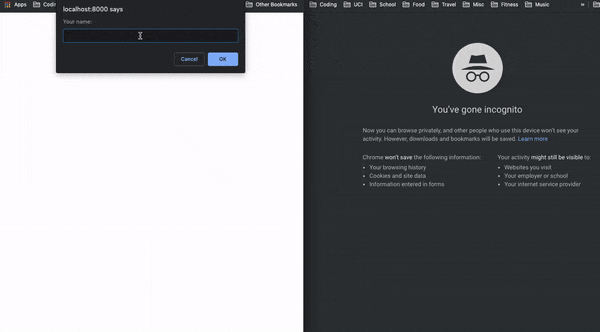 Apps
Coding
Other Bookmarks
localhost:8000 says
Your name:
Cancel
OK
Coding
UCI
School
Food
Travel
Misc
Fitness
Music
»
You've gone incognito
Now you can browse privately, and other people who use this device won't see your
activity. However, downloads and bookmarks will be saved. Learn more
Chrome won't save the following information:
• Your browsing history
• Cookies and site data
• Information entered in forms
Your activity might still be visible to:
• Websites you visit
• Your employer or school
• Your internet service provider